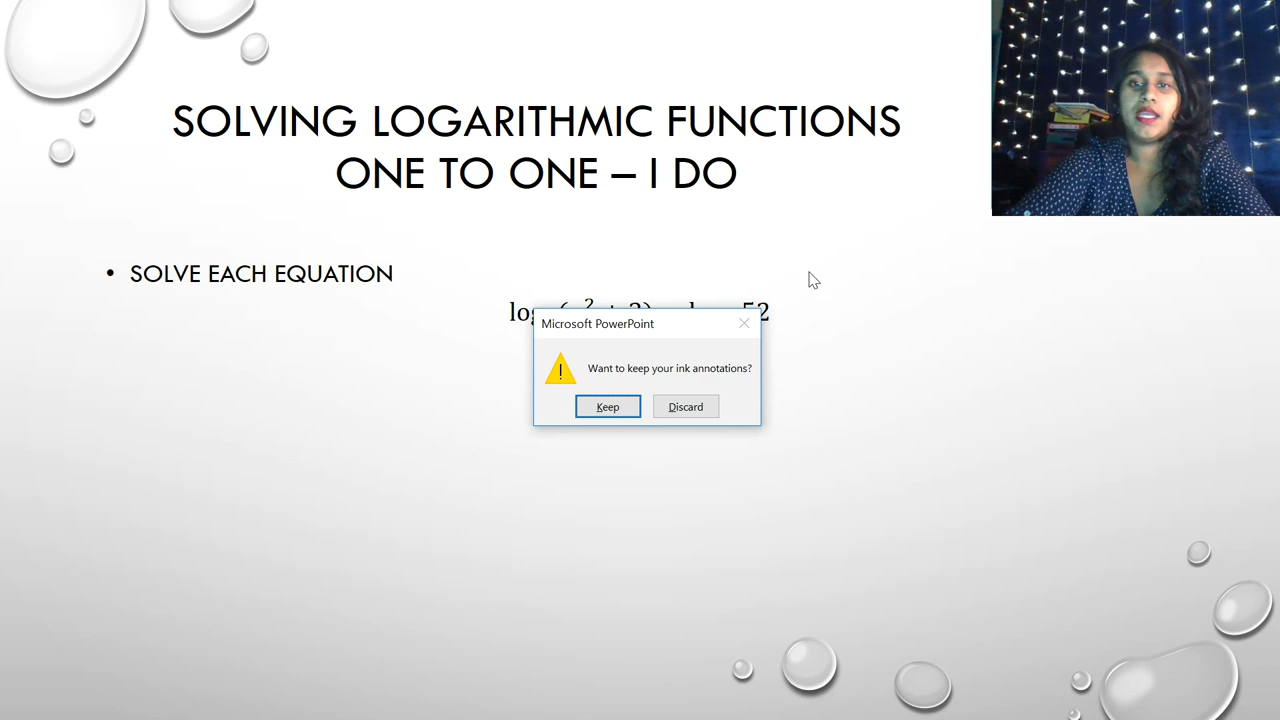 SOLVING LOGARITHMIC FUNCTIONS
ONE TO ONE – I DO
• SOLVE EACH EQUATION
Microsoft PowerPoint
Want to keep your ink annotations?
Keep
Discard